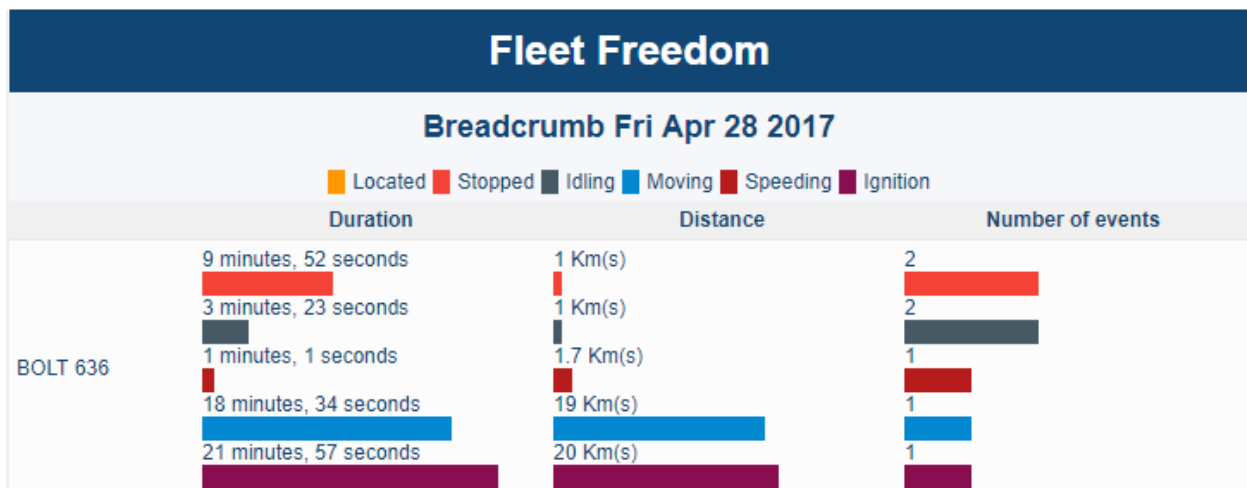 Fleet Freedom
Breadcrumb Fri Apr 28 2017
Located Stopped Idling Moving Speeding Ignition
Duration Distance Number of events
9 minutes, 52 seconds 1 Km(s) 2
3 minutes, 23 seconds 1 Km(s) 2
BOLT 636
1 minutes, 1 seconds 1.7 Km(s) 1
18 minutes, 34 seconds 19 Km(s) 1
21 minutes, 57 seconds 20 Km(s) 1